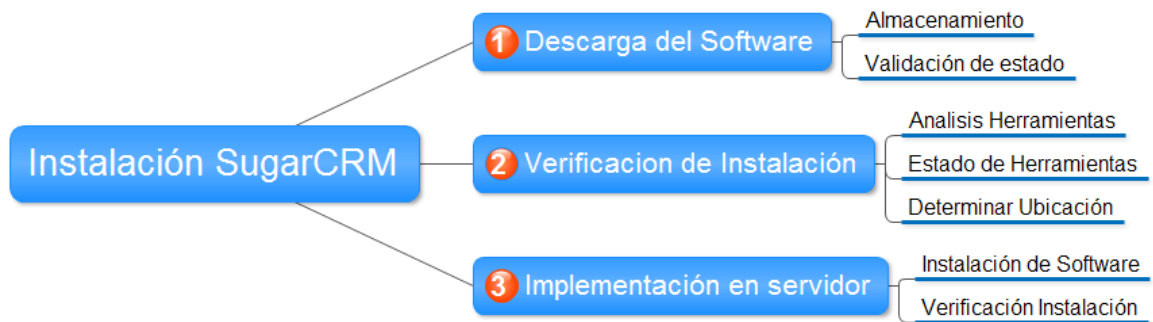 Instalación SugarCRM
1 Descarga del Software
Almacenamiento
Validación de estado
2 Verificacion de Instalación
Analisis Herramientas
Estado de Herramientas
Determinar Ubicación
3 Implementación en servidor
Instalación de Software
Verificación Instalación